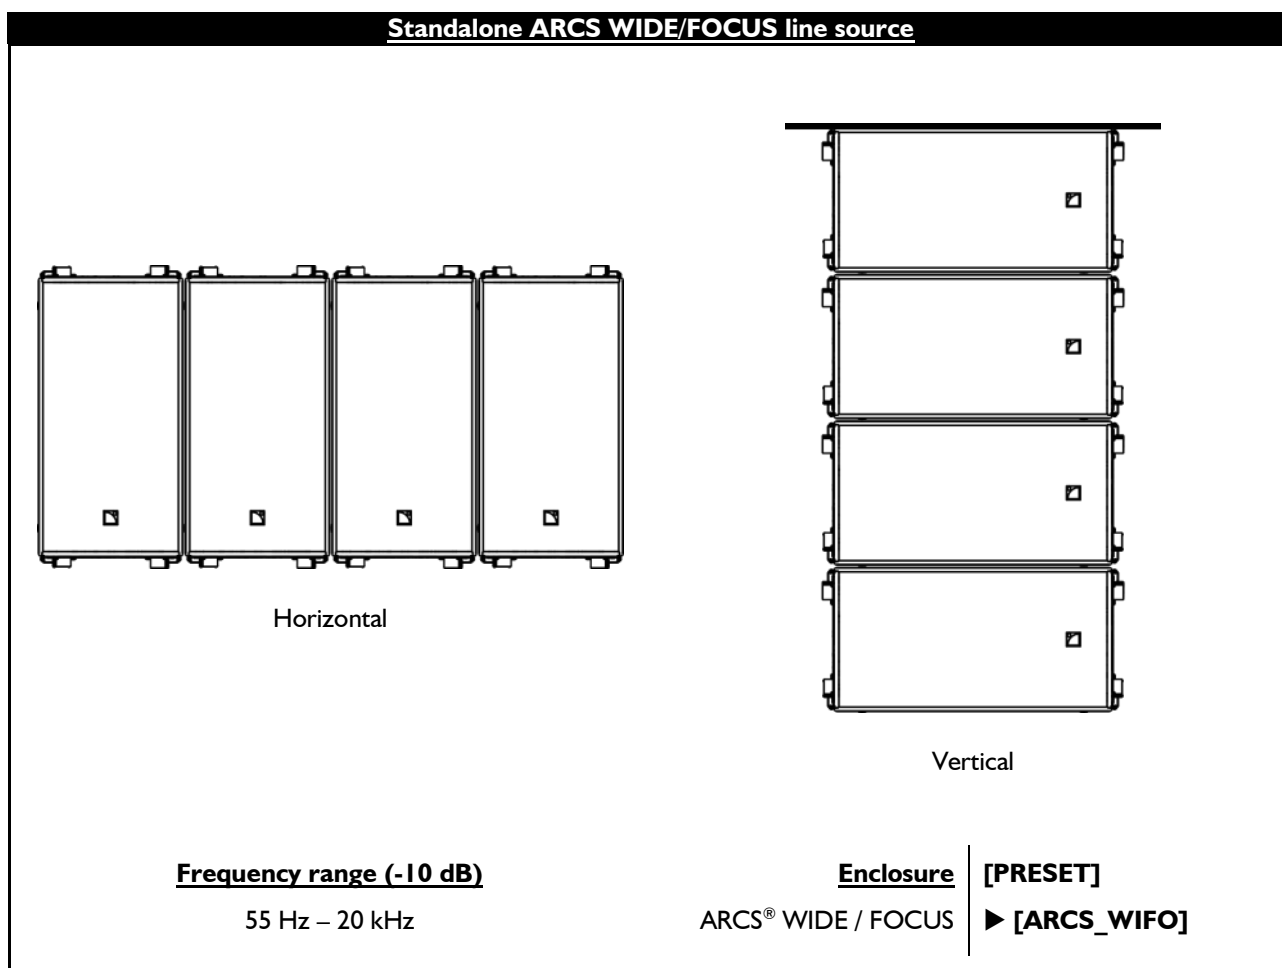 Standalone ARCS WIDE/FOCUS line source
Horizontal
Vertical
Frequency range (-10 dB)
55 Hz – 20 kHz
Enclosure [PRESET]
ARCS® WIDE / FOCUS ▶ [ARCS_WIFO]